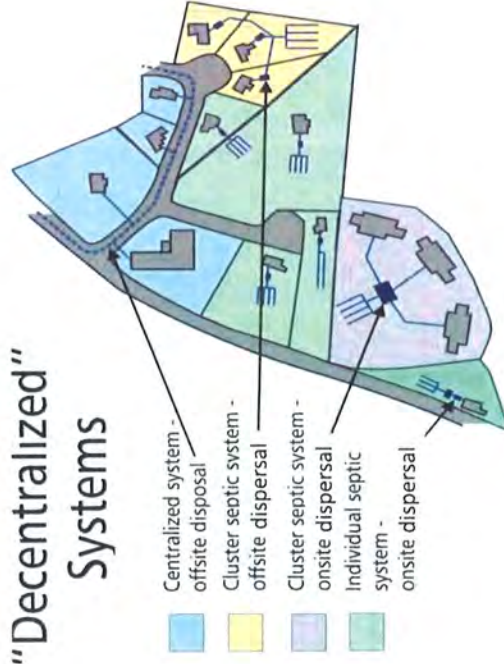 "Decentralized"
Systems
Centralized system -
offsite disposal
Cluster septic system -
offsite dispersal
Cluster septic system -
onsite dispersal
Individual septic
system -
onsite dispersal